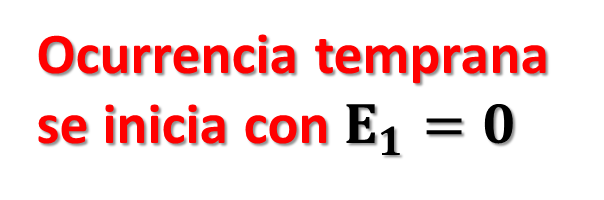 Ocurrencia temprana
se inicia con E₁ = 0